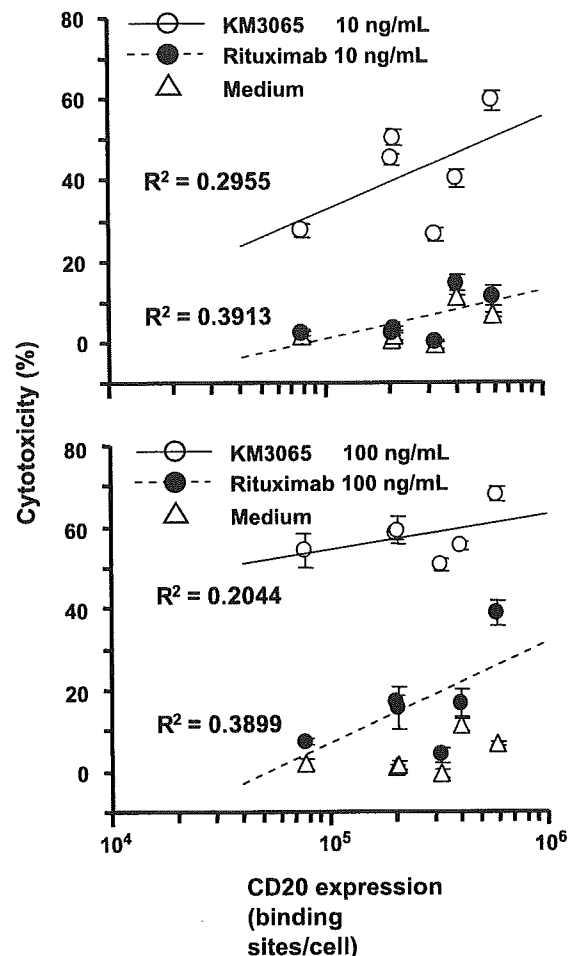 80
60
40
20
0
KM3065 10 ng/mL
Rituximab 10 ng/mL
Medium
R² = 0.2955
R² = 0.3913
Cytotoxicity (%)
80
60
40
20
0
KM3065 100 ng/mL
Rituximab 100 ng/mL
Medium
R² = 0.2044
R² = 0.3899
10⁴ 10⁵ 10⁶
CD20 expression
(binding
sites/cell)